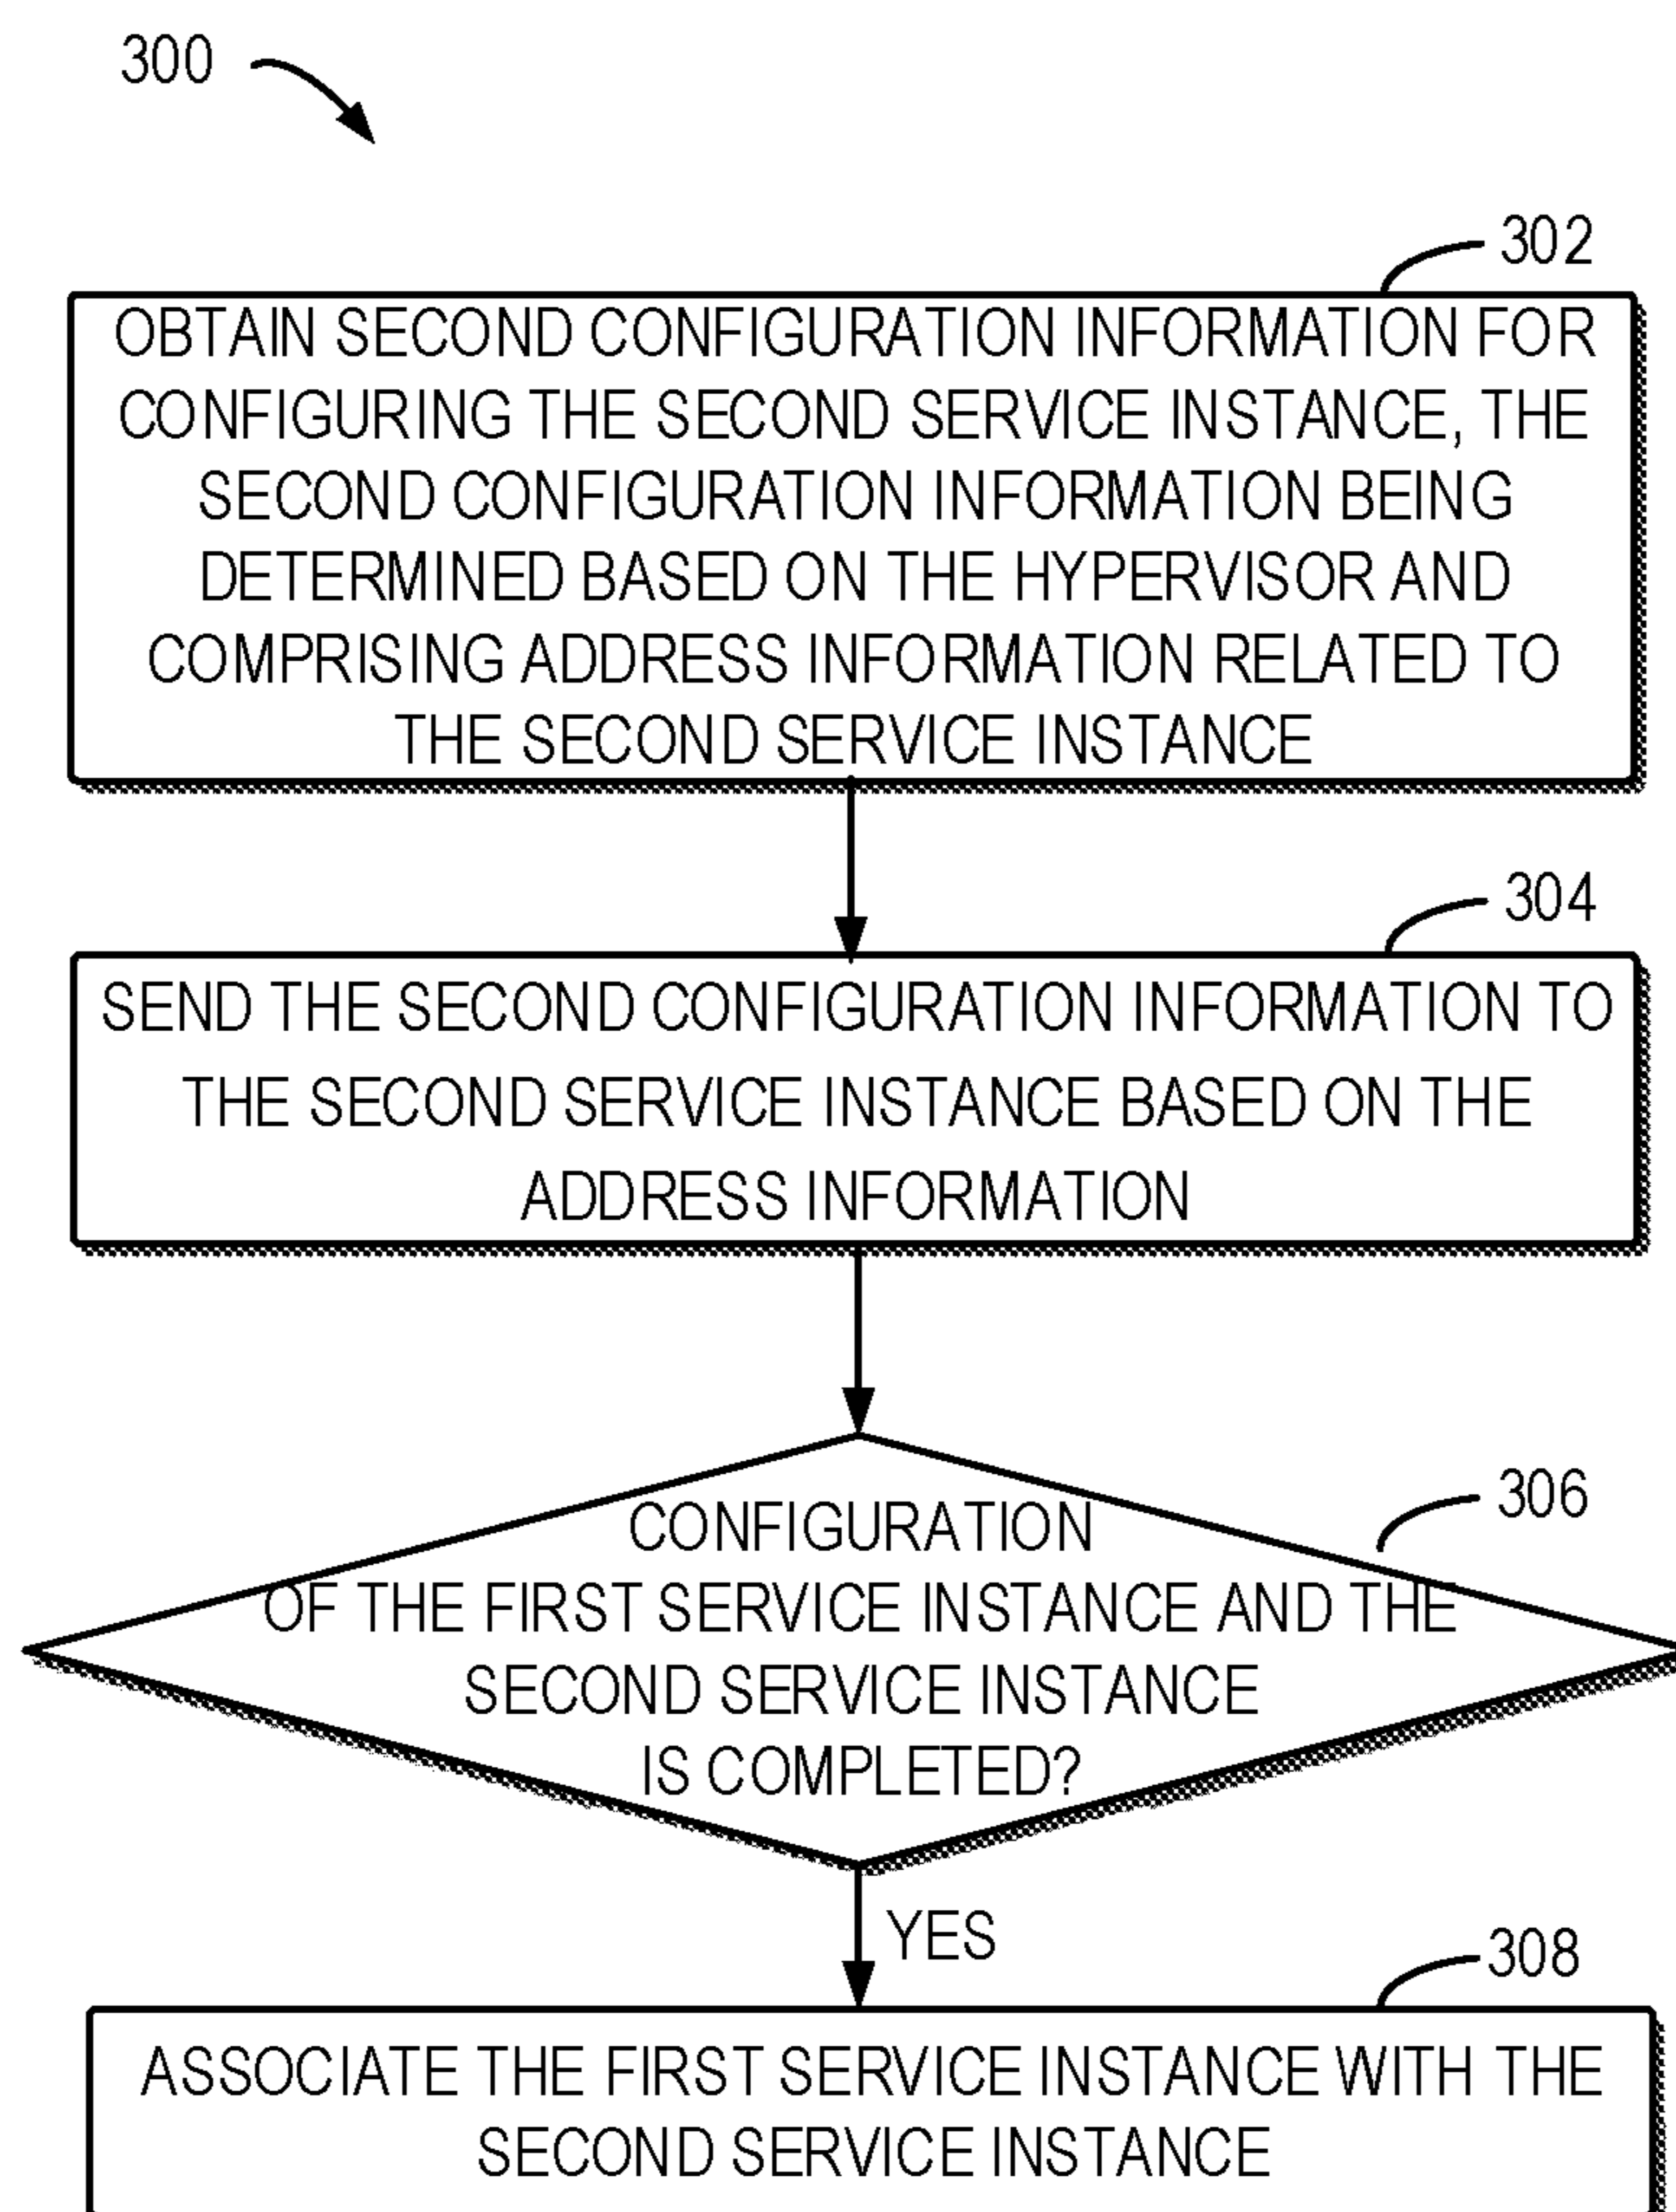 300
302
OBTAIN SECOND CONFIGURATION INFORMATION FOR
CONFIGURING THE SECOND SERVICE INSTANCE, THE
SECOND CONFIGURATION INFORMATION BEING
DETERMINED BASED ON THE HYPERVISOR AND
COMPRISING ADDRESS INFORMATION RELATED TO
THE SECOND SERVICE INSTANCE
304
SEND THE SECOND CONFIGURATION INFORMATION TO
THE SECOND SERVICE INSTANCE BASED ON THE
ADDRESS INFORMATION
306
CONFIGURATION
OF THE FIRST SERVICE INSTANCE AND THE
SECOND SERVICE INSTANCE
IS COMPLETED?
YES
308
ASSOCIATE THE FIRST SERVICE INSTANCE WITH THE
SECOND SERVICE INSTANCE